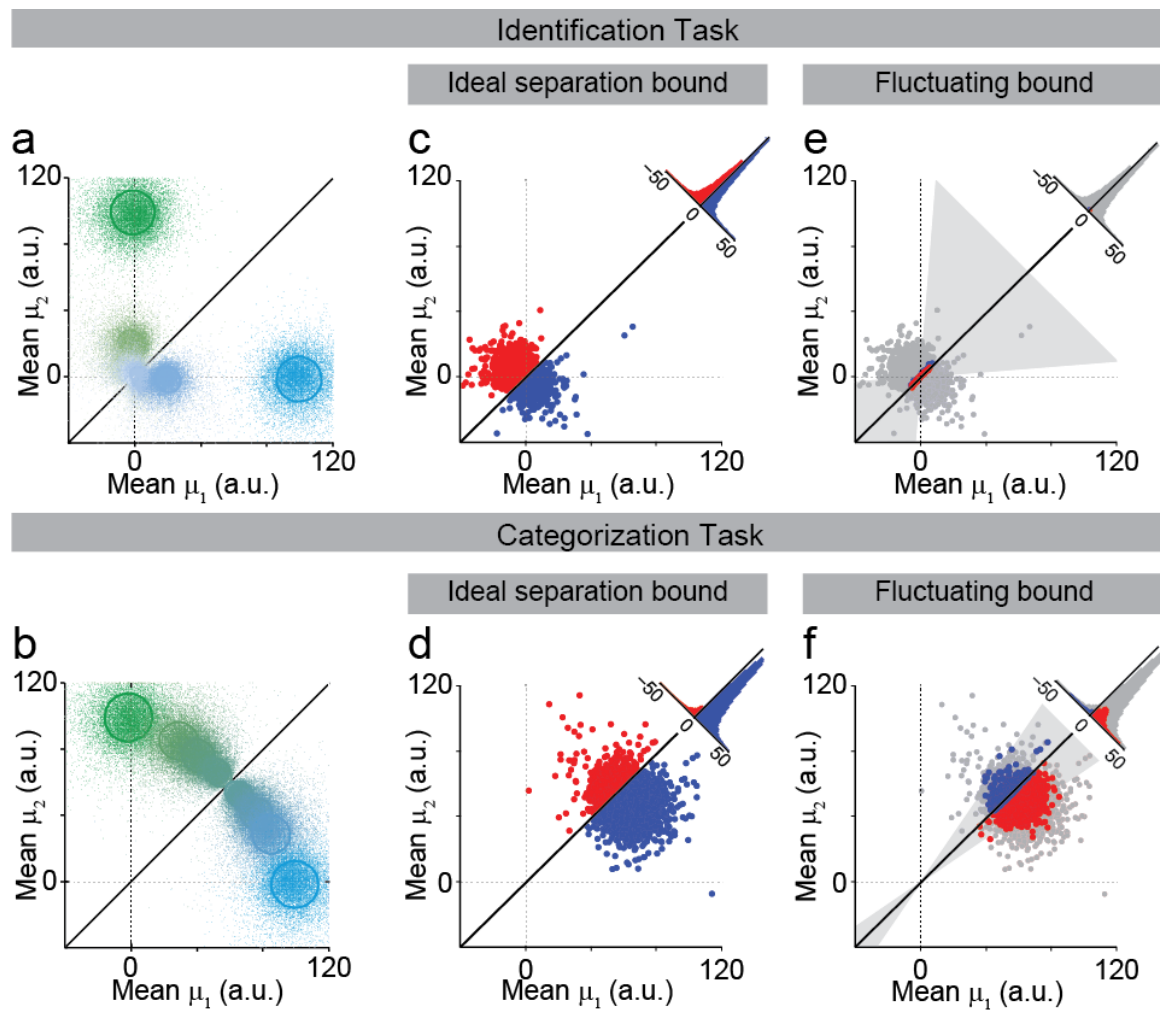 Identification Task
Ideal separation bound
Fluctuating bound
a
120
0
Mean μ2 (a.u.)
0
120
Mean μ1 (a.u.)
c
120
0
Mean μ2 (a.u.)
0
120
Mean μ1 (a.u.)
−50
0
50
e
120
0
Mean μ2 (a.u.)
0
120
Mean μ1 (a.u.)
−50
0
50
Categorization Task
Ideal separation bound
Fluctuating bound
b
120
0
Mean μ2 (a.u.)
0
120
Mean μ1 (a.u.)
d
120
0
Mean μ2 (a.u.)
0
120
Mean μ1 (a.u.)
−50
0
50
f
120
0
Mean μ2 (a.u.)
0
120
Mean μ1 (a.u.)
−50
0
50